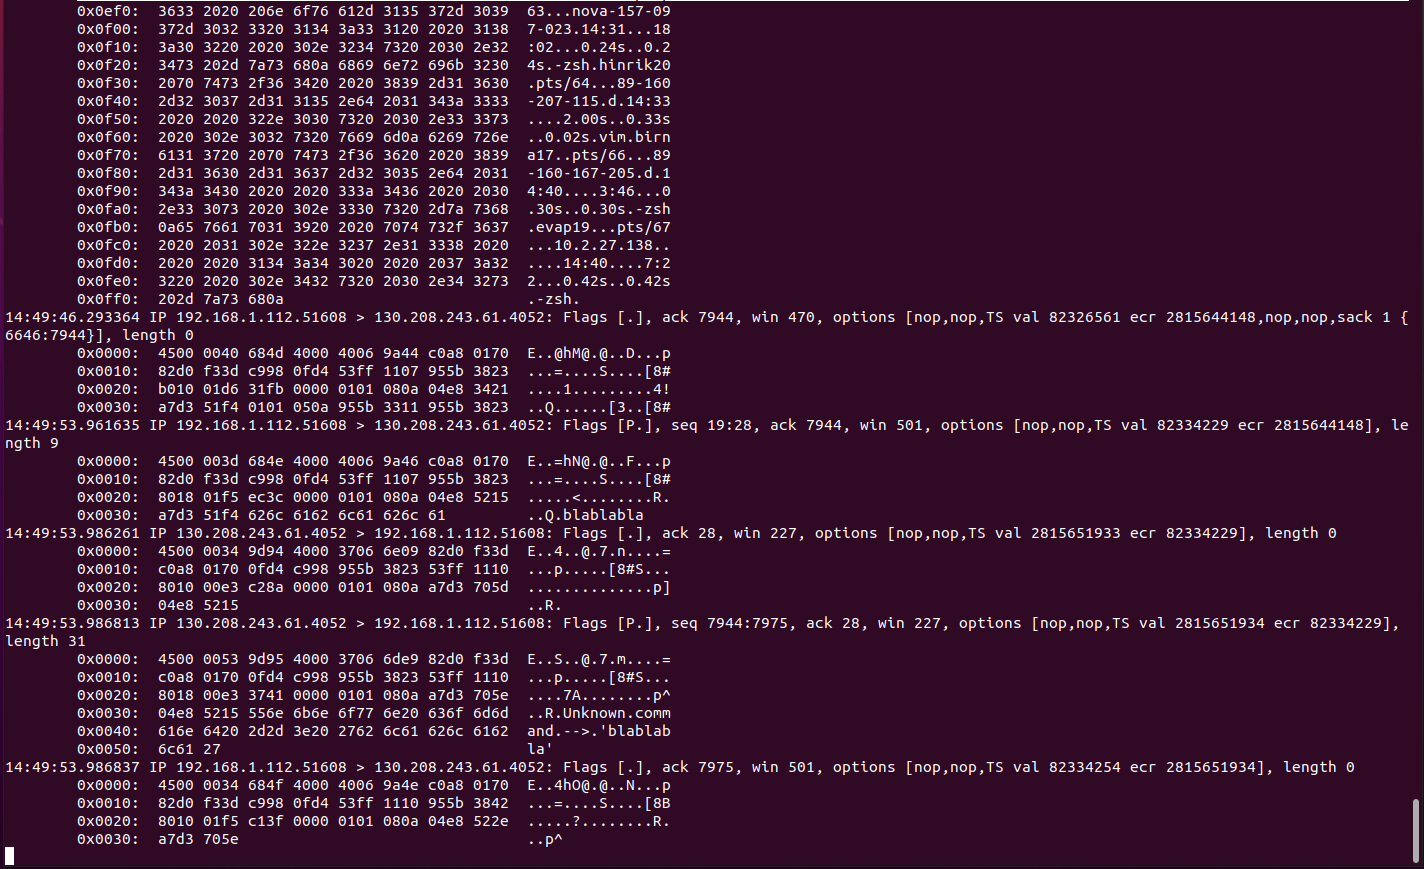 0x0ef0:  3633 2020 206e 6f76 612d 3135 372d 3039  63...nova-157-09
0x0f00:  372d 3032 3320 3134 3a33 3120 2020 3138  7-023.14:31...18
0x0f10:  3a30 3220 2020 302e 3234 7320 2030 2e32  :02...0.24s..0.2
0x0f20:  3473 202d 7a73 680a 6869 6e72 696b 3230  4s.-zsh.hinrik20
0x0f30:  2070 7473 2f36 3420 2020 3839 2d31 3630  .pts/64...89-160
0x0f40:  2d32 3037 2d31 3135 2e64 2031 343a 3333  -207-115.d.14:33
0x0f50:  2020 2020 322e 3030 7320 2030 2e33 3373  ....2.00s..0.33s
0x0f60:  2020 302e 3032 7320 7669 6d0a 6269 726e  ..0.02s.vim.birn
0x0f70:  6131 3720 2070 7473 2f36 3620 2020 3839  a17..pts/66...89
0x0f80:  2d31 3630 2d31 3637 2d32 3035 2e64 2031  -160-167-205.d.1
0x0f90:  343a 3430 2020 2020 333a 3436 2020 2030  4:40....3:46...0
0x0fa0:  2e33 3073 2020 302e 3330 7320 2d7a 7368  .30s..0.30s.-zsh
0x0fb0:  0a65 7661 7031 3920 2020 7074 732f 3637  .evap19...pts/67
0x0fc0:  2020 2031 302e 322e 3237 2e31 3338 2020  ...10.2.27.138..
0x0fd0:  2020 2020 3134 3a34 3020 2020 2037 3a32  ....14:40....7:2
0x0fe0:  3220 2020 302e 3432 7320 2030 2e34 3273  2...0.42s..0.42s
0x0ff0:  202d 7a73 680a                           .-zsh.
14:49:46.293364 IP 192.168.1.112.51608 > 130.208.243.61.4052: Flags [.], ack 7944, win 470, options [nop,nop,TS val 82326561 ecr 2815644148,nop,nop,sack 1 {
6646:7944}], length 0
0x0000:  4500 0040 684d 4000 4006 9a44 c0a8 0170  E..@hM@.@..D...p
0x0010:  82d0 f33d c998 0fd4 53ff 1107 955b 3823  ...=....S....[8#
0x0020:  b010 01d6 31fb 0000 0101 080a 04e8 3421  ....1.........4!
0x0030:  a7d3 51f4 0101 050a 955b 3311 955b 3823  ..Q......[3..[8#
14:49:53.961635 IP 192.168.1.112.51608 > 130.208.243.61.4052: Flags [P.], seq 19:28, ack 7944, win 501, options [nop,nop,TS val 82334229 ecr 2815644148], le
ngth 9
0x0000:  4500 003d 684e 4000 4006 9a46 c0a8 0170  E..=hN@.@..F...p
0x0010:  82d0 f33d c998 0fd4 53ff 1107 955b 3823  ...=....S....[8#
0x0020:  8018 01f5 ec3c 0000 0101 080a 04e8 5215  .....<........R.
0x0030:  a7d3 51f4 626c 6162 6c61 626c 61         ..Q.blablabla
14:49:53.986261 IP 130.208.243.61.4052 > 192.168.1.112.51608: Flags [.], ack 28, win 227, options [nop,nop,TS val 2815651933 ecr 82334229], length 0
0x0000:  4500 0034 9d94 4000 3706 6e09 82d0 f33d  E..4..@.7.n....=
0x0010:  c0a8 0170 0fd4 c998 955b 3823 53ff 1110  ...p.....[8#S...
0x0020:  8010 00e3 c28a 0000 0101 080a a7d3 705d  ..............p]
0x0030:  04e8 5215                                ..R.
14:49:53.986813 IP 130.208.243.61.4052 > 192.168.1.112.51608: Flags [P.], seq 7944:7975, ack 28, win 227, options [nop,nop,TS val 2815651934 ecr 82334229],
length 31
0x0000:  4500 0053 9d95 4000 3706 6de9 82d0 f33d  E..S..@.7.m....=
0x0010:  c0a8 0170 0fd4 c998 955b 3823 53ff 1110  ...p.....[8#S...
0x0020:  8018 00e3 3741 0000 0101 080a a7d3 705e  ....7A........p^
0x0030:  04e8 5215 556e 6b6e 6f77 6e20 636f 6d6d  ..R.Unknown.comm
0x0040:  616e 6420 2d2d 3e20 2762 6c61 626c 6162  and.-->.'blablab
0x0050:  6c61 27                                  la'
14:49:53.986837 IP 192.168.1.112.51608 > 130.208.243.61.4052: Flags [.], ack 7975, win 501, options [nop,nop,TS val 82334254 ecr 2815651934], length 0
0x0000:  4500 0034 684f 4000 4006 9a4e c0a8 0170  E..4hO@.@..N...p
0x0010:  82d0 f33d c998 0fd4 53ff 1110 955b 3842  ...=....S....[8B
0x0020:  8010 01f5 c13f 0000 0101 080a 04e8 522e  .....?........R.
0x0030:  a7d3 705e                                ..p^